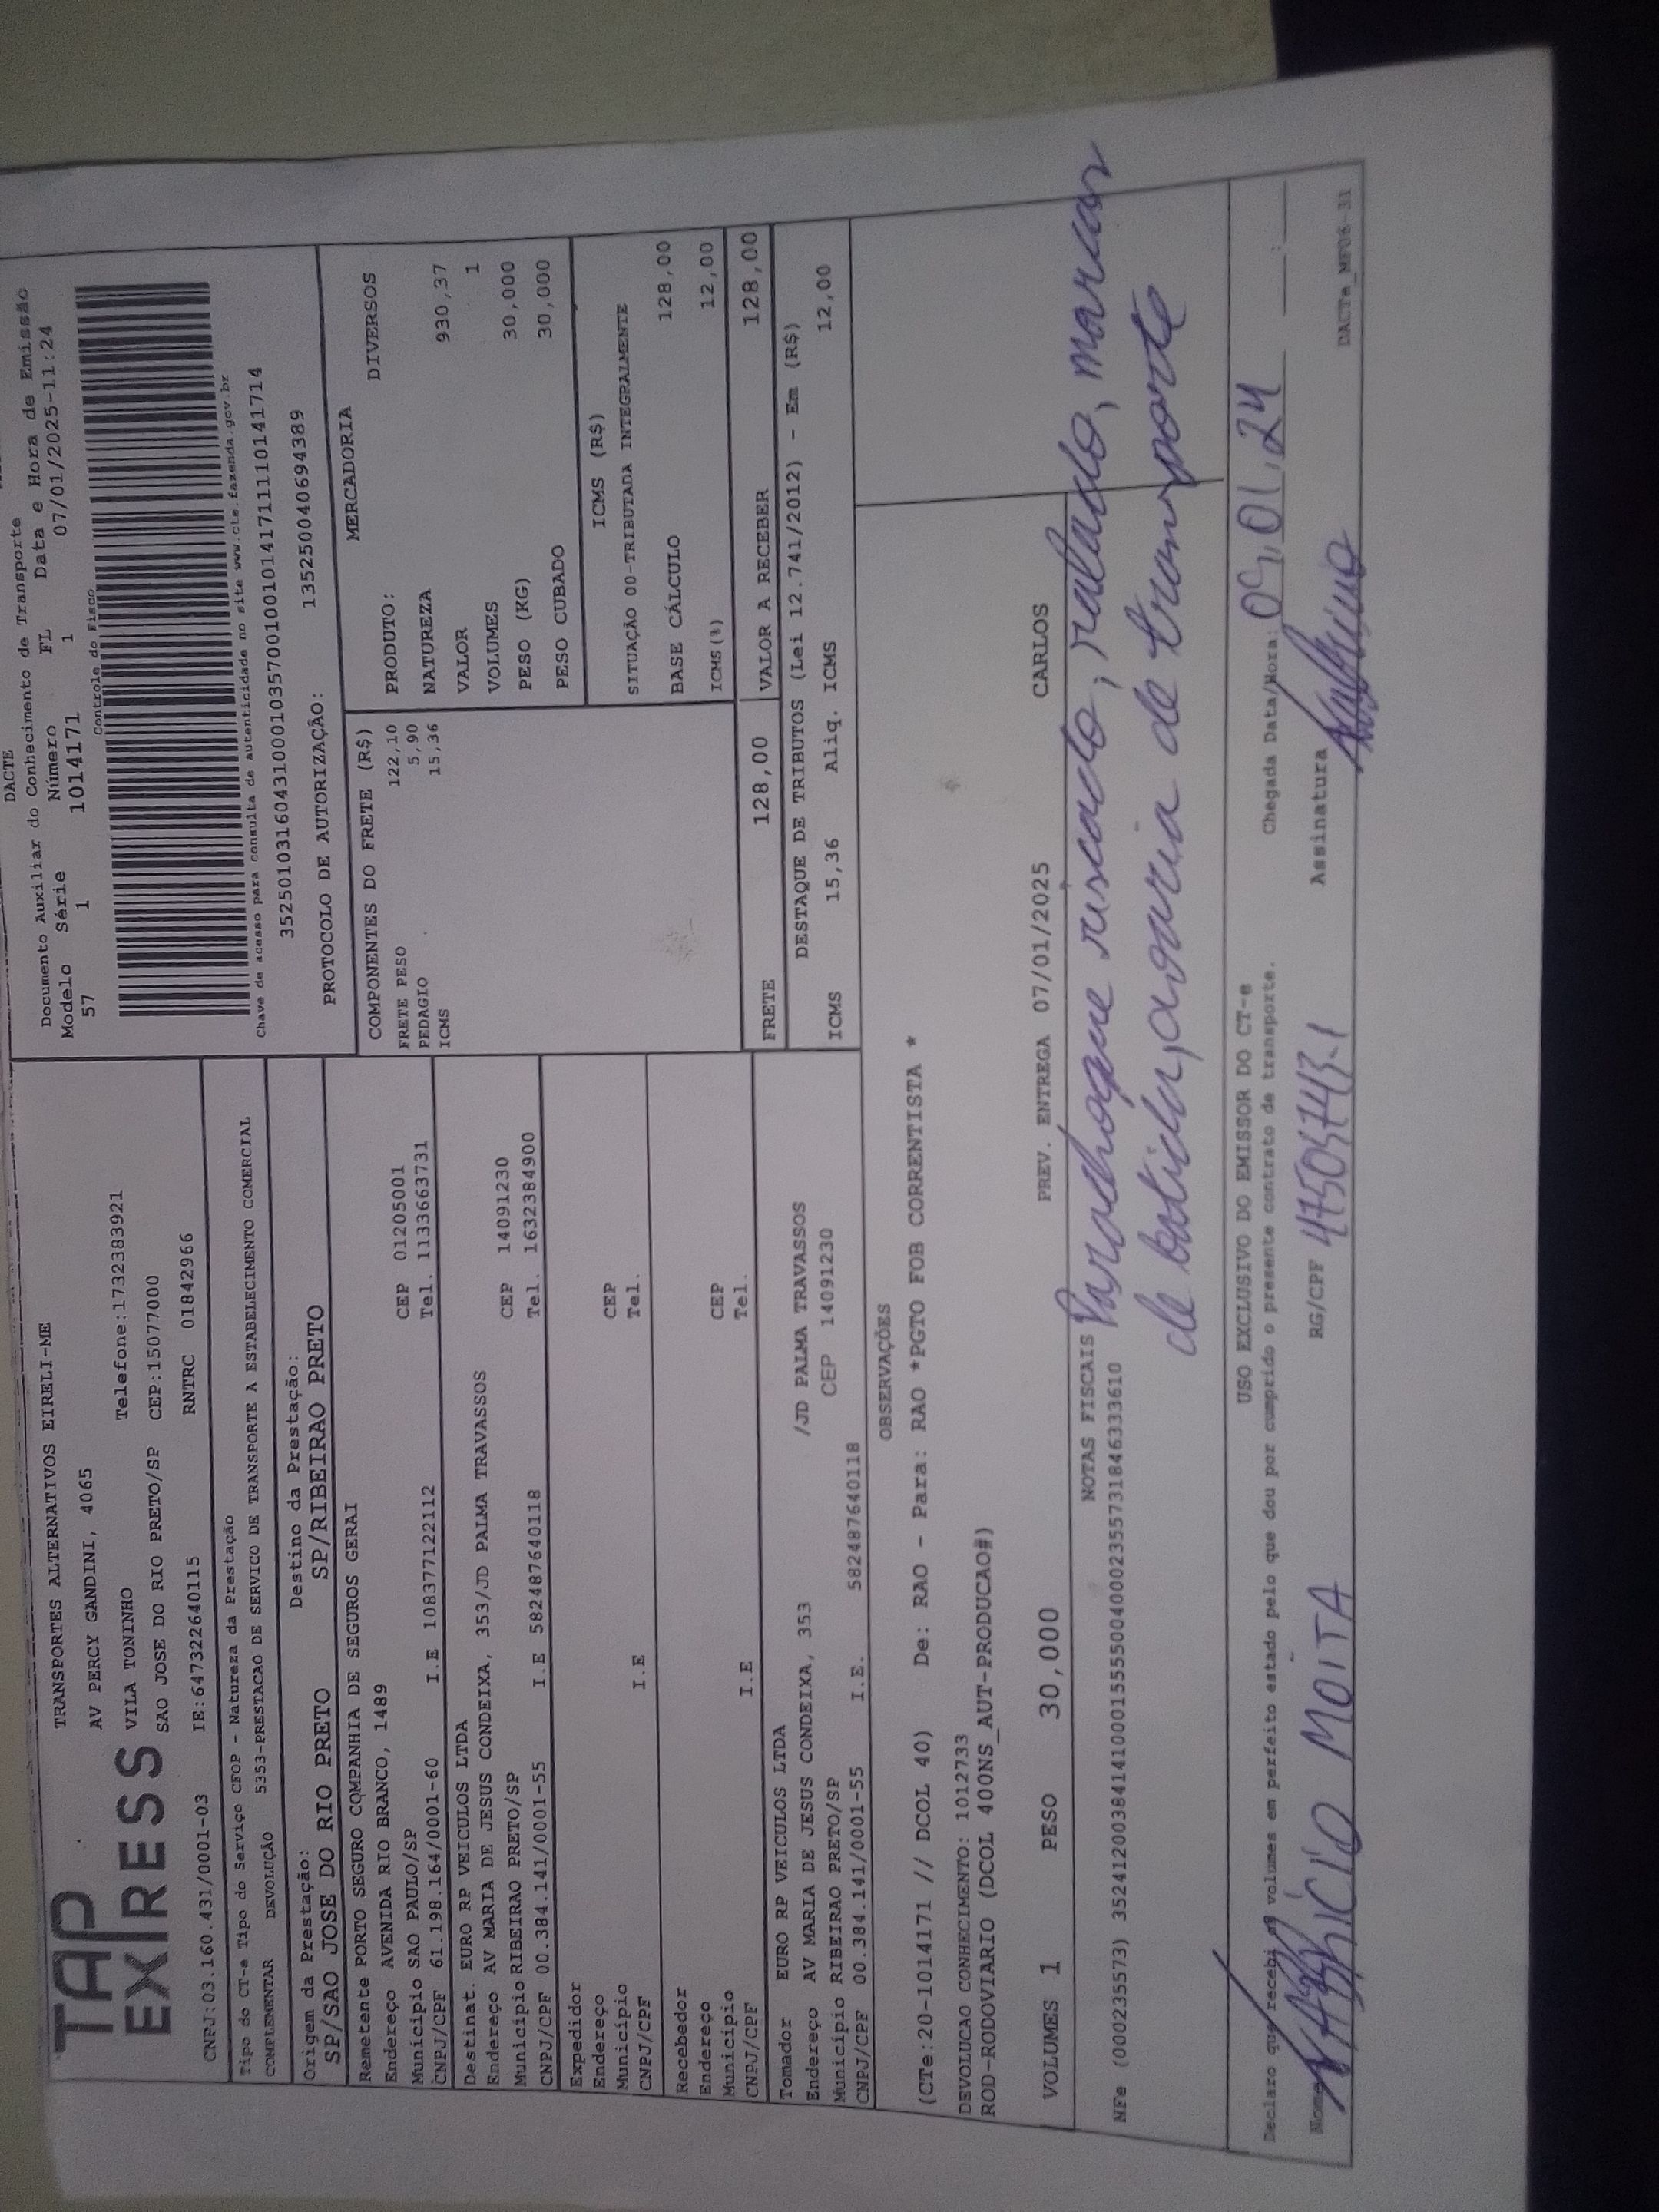 DACTE
TAP
EXPRESS
TRANSPORTES ALTERNATIVOS EIRELI-ME
AV PERCY GANDINI, 4065
VILA TONINHO Telefone:1732383921
SAO JOSE DO RIO PRETO/SP CEP:15077000
CNPJ:03.160.431/0001-03 IE:647322640115 RNTRC 01842966
Documento Auxiliar do Conhecimento de Transporte
Modelo Série Número FL Data e Hora de Emissão
57 1 1014171 1 07/01/2025-11:24
Controle do Fisco
Chave de acesso para consulta de autenticidade no site www.cte.fazenda.gov.br
35250103160431000103570010010141711110141714
PROTOCOLO DE AUTORIZAÇÃO: 135250040694389
Tipo do CT-e Tipo do Serviço CFOP - Natureza da Prestação
COMPLEMENTAR DEVOLUÇÃO 5353-PRESTACAO DE SERVICO DE TRANSPORTE A ESTABELECIMENTO COMERCIAL
Origem da Prestação: Destino da Prestação:
SP/SAO JOSE DO RIO PRETO SP/RIBEIRAO PRETO
Remetente PORTO SEGURO COMPANHIA DE SEGUROS GERAI
Endereço AVENIDA RIO BRANCO, 1489
Município SAO PAULO/SP CEP 01205001
CNPJ/CPF 61.198.164/0001-60 I.E 108377122112 Tel. 1133663731
Destinat. EURO RP VEICULOS LTDA
Endereço AV MARIA DE JESUS CONDEIXA, 353/JD PALMA TRAVASSOS
Município RIBEIRAO PRETO/SP CEP 14091230
CNPJ/CPF 00.384.141/0001-55 I.E 582487640118 Tel. 1632384900
Expedidor
Endereço
Município CEP
CNPJ/CPF I.E Tel.
Recebedor
Endereço
Município CEP
CNPJ/CPF I.E Tel.
Tomador EURO RP VEICULOS LTDA
Endereço AV MARIA DE JESUS CONDEIXA, 353 /JD PALMA TRAVASSOS
Município RIBEIRAO PRETO/SP CEP 14091230
CNPJ/CPF 00.384.141/0001-55 I.E. 582487640118
COMPONENTES DO FRETE (R$)
FRETE PESO 122,10
PEDAGIO 5,90
ICMS 15,36
MERCADORIA
PRODUTO: DIVERSOS
NATUREZA
VALOR 930,37
VOLUMES 1
PESO (KG) 30,000
PESO CUBADO 30,000
ICMS (R$)
SITUAÇÃO 00-TRIBUTADA INTEGRALMENTE
BASE CÁLCULO 128,00
ICMS(%) 12,00
FRETE 128,00 VALOR A RECEBER 128,00
DESTAQUE DE TRIBUTOS (Lei 12.741/2012) - Em (R$)
ICMS 15,36 Aliq. ICMS 12,00
OBSERVAÇÕES
(CTe:20-1014171 // DCOL 40) De: RAO - Para: RAO *PGTO FOB CORRENTISTA *
DEVOLUCAO CONHECIMENTO: 1012733
ROD-RODOVIARIO (DCOL 400NS_AUT-PRODUCAO#)
VOLUMES 1 PESO 30,000 PREV. ENTREGA 07/01/2025 CARLOS
NOTAS FISCAIS
NFe (000235573) 35241200384141000155550040002355731846333610
Parachoque riscado, ralado, marcas
de batidas, avaria de transporte
USO EXCLUSIVO DO EMISSOR DO CT-e
Declaro que recebi os volumes em perfeito estado pelo que dou por cumprido o presente contrato de transporte.
Chegada Data/Hora: 09,01,24 :
Nome MOITA RG/CPF Assinatura
DACTe_MF06-31